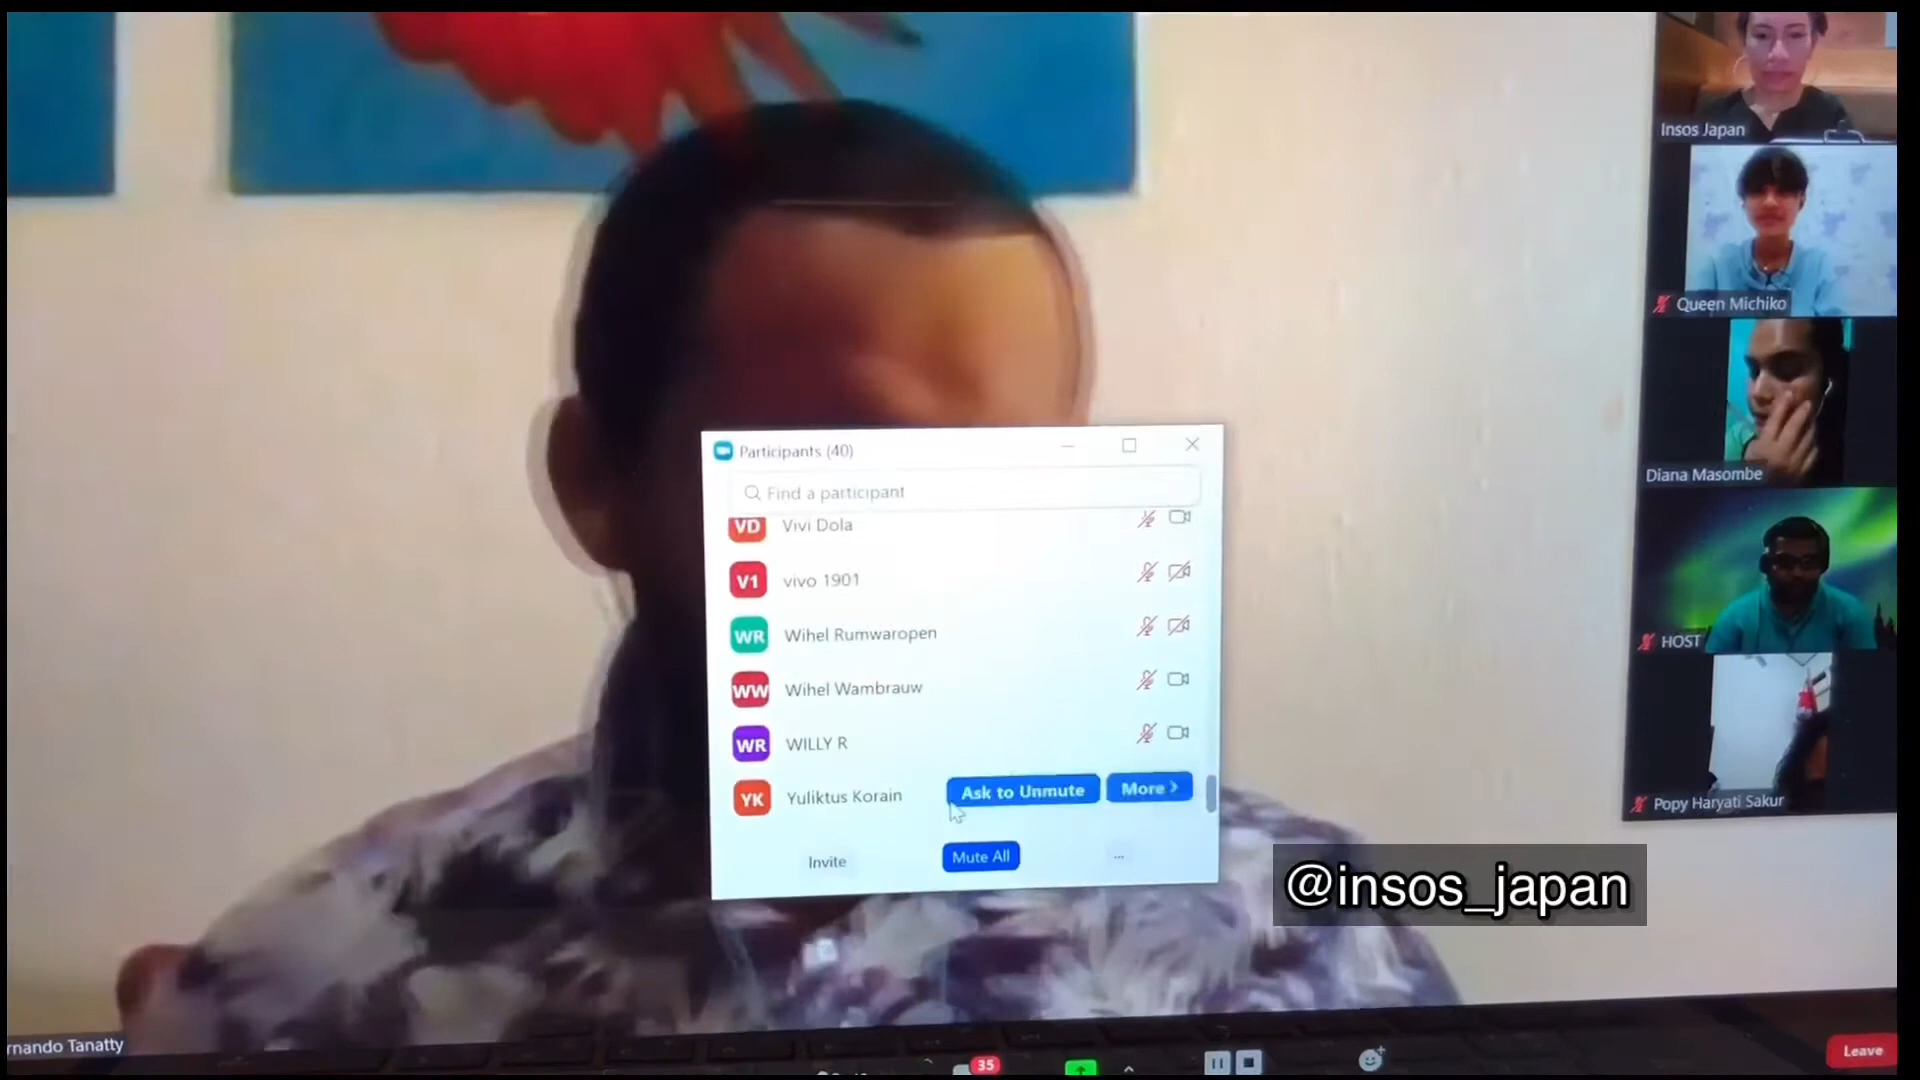 Insos Japan
Queen Michiko
Diana Masombe
HOST
Popy Haryati Sakur
Participants (40)
Find a participant
VD Vivi Dola
V1 vivo 1901
WR Wihel Rumwaropen
WW Wihel Wambrauw
WR WILLY R
YK Yuliktus Korain
Ask to Unmute
More >
Invite
Mute All
...
@insos_japan
rnando Tanatty
35
Leave